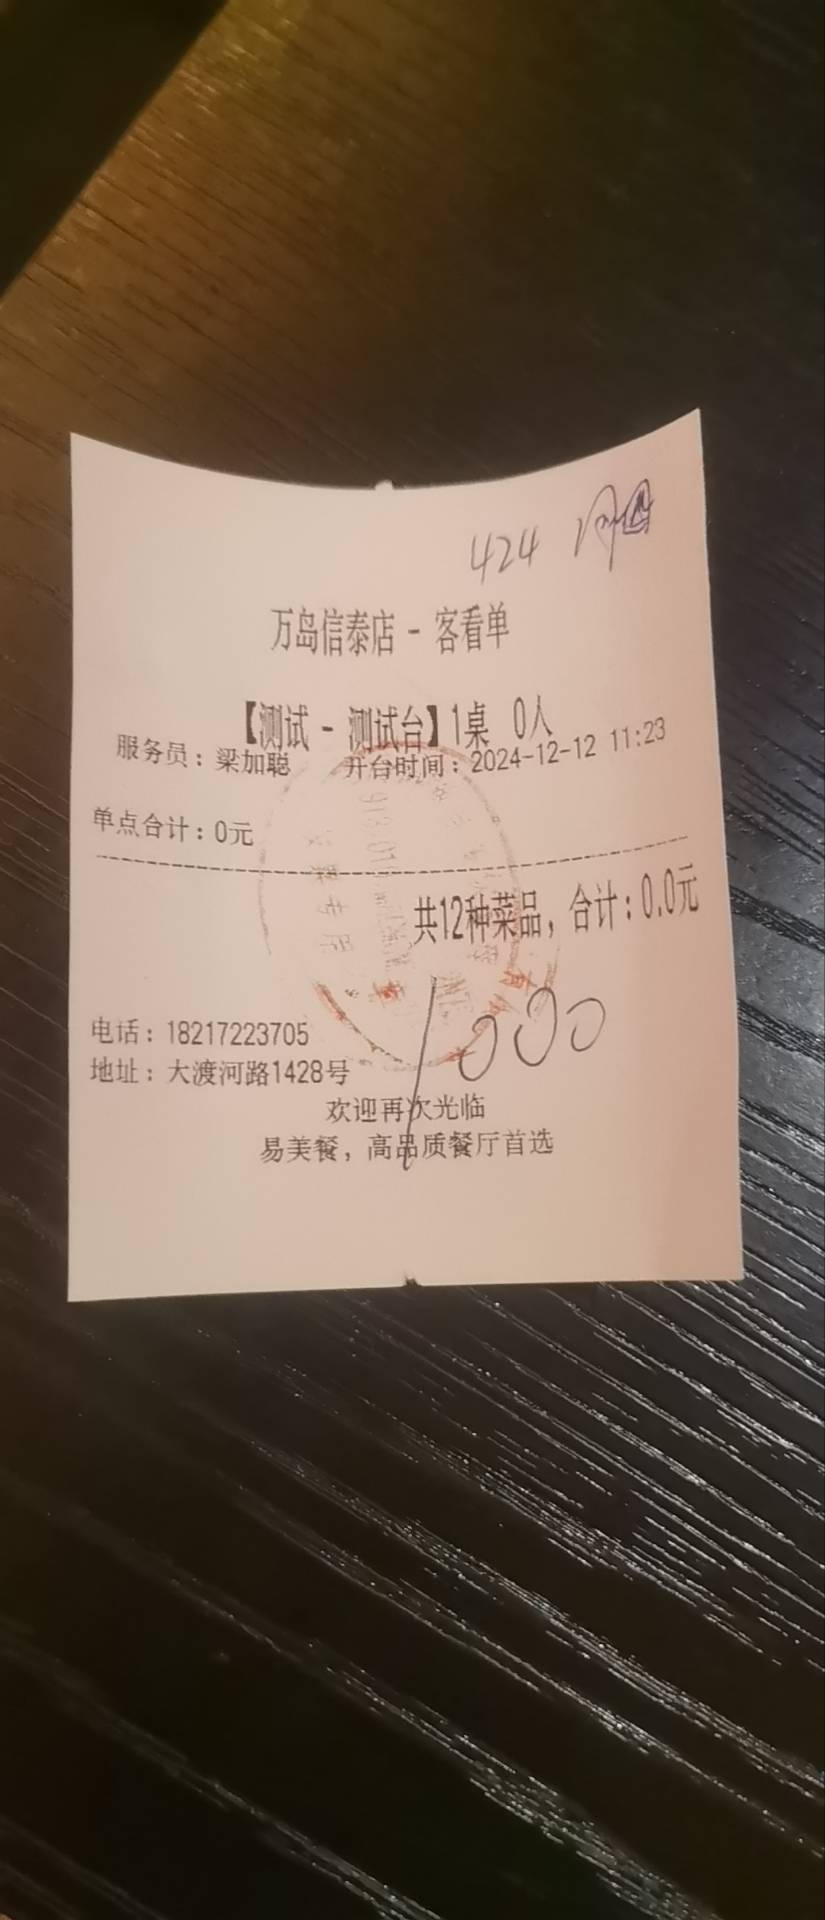 424
万岛信泰店 - 客看单
【测试 - 测试台】1桌 0人
服务员：梁加聪 开台时间：2024-12-12 11:23
单点合计：0元
共12种菜品，合计：0.0元
1000
电话：18217223705
地址：大渡河路1428号
欢迎再次光临
易美餐，高品质餐厅首选